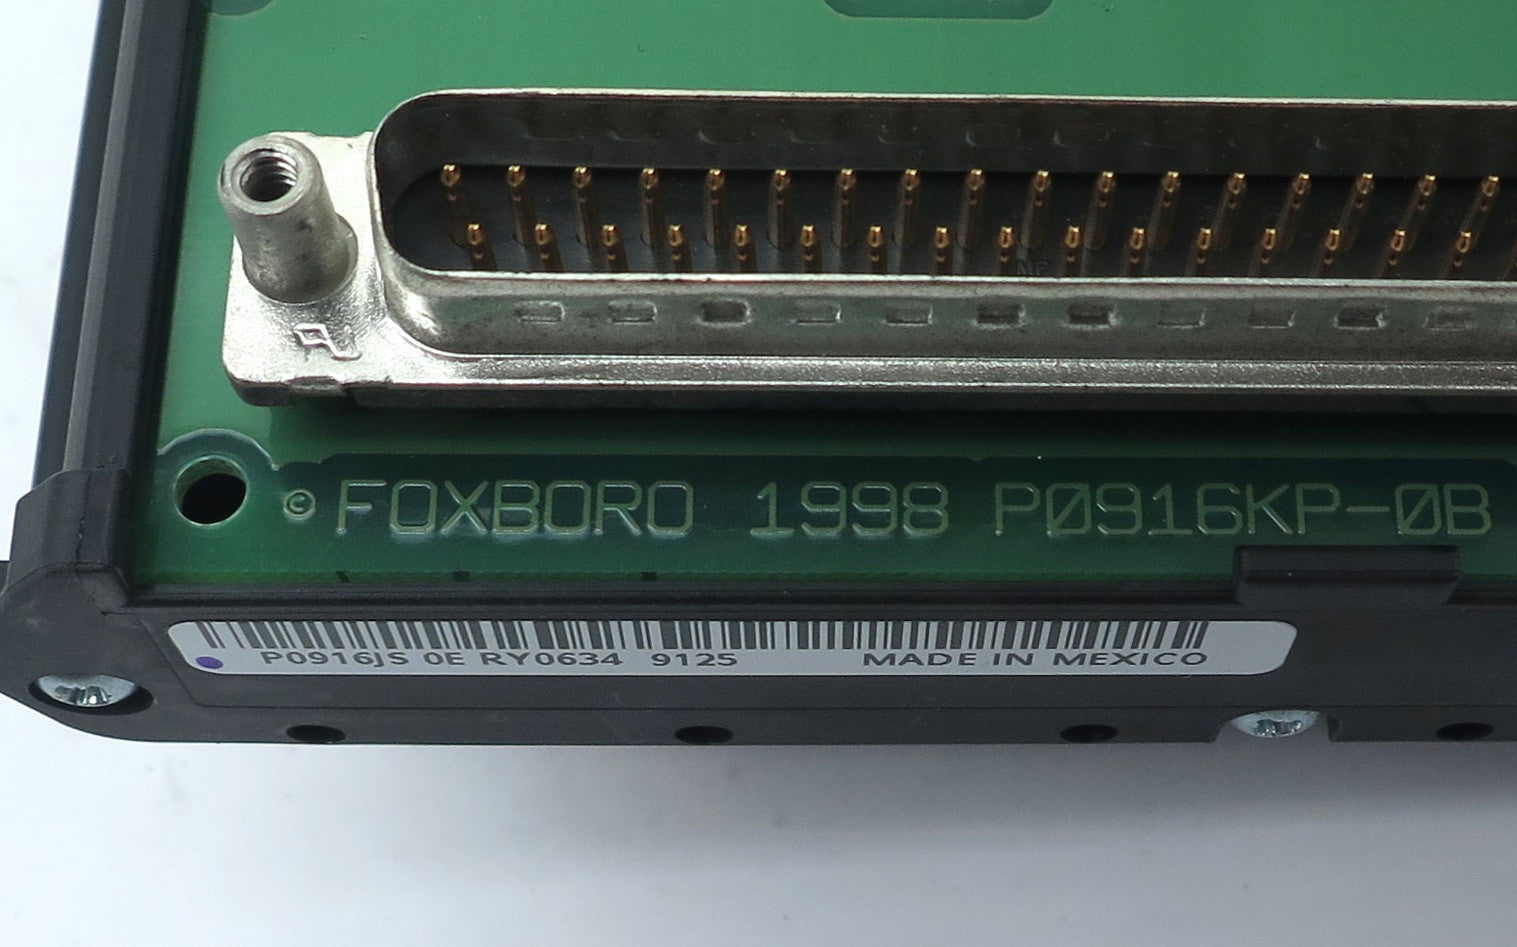 © FOXBORO 1998 P0916KP-0B
P0916JS 0E RY0634 9125 MADE IN MEXICO